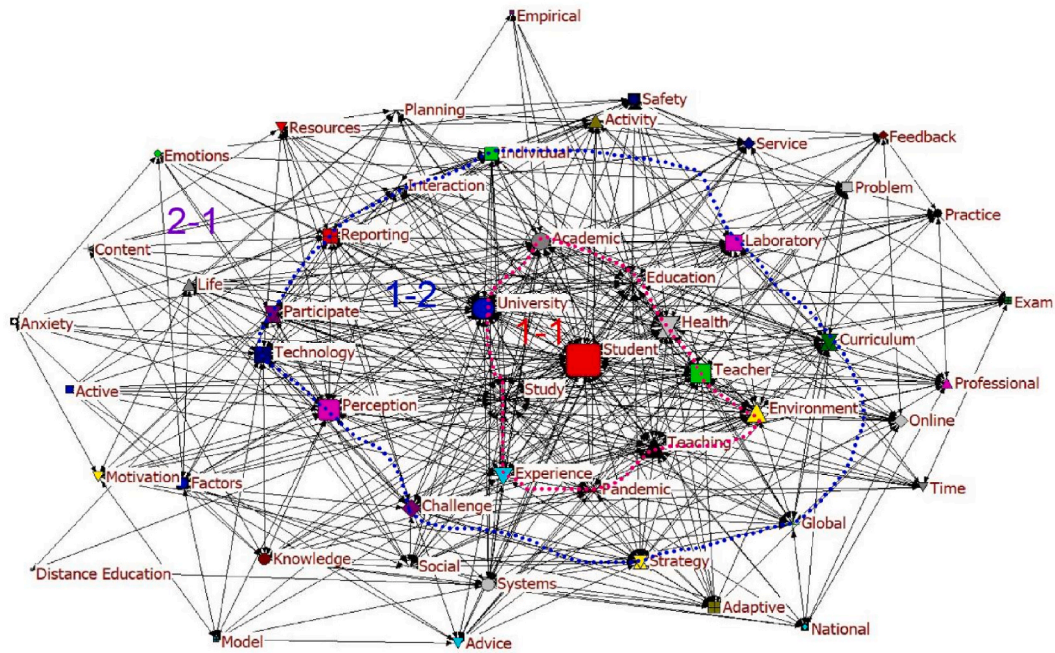 Empirical
Safety
Planning
Activity
Resources
Feedback
Service
Individual
Emotions
Interaction
Problem
2-1
Practice
Reporting
Academic
Laboratory
Content
Education
Life
1-2
University
Exam
Participate
Health
Anxiety
1-1
Curriculum
Technology
Student
Teacher
Study
Professional
Active
Perception
Environment
Online
Teaching
Motivation
Factors
Experience
Pandemic
Time
Challenge
Global
Knowledge
Social
Strategy
Distance Education
Systems
Adaptive
National
Model
Advice